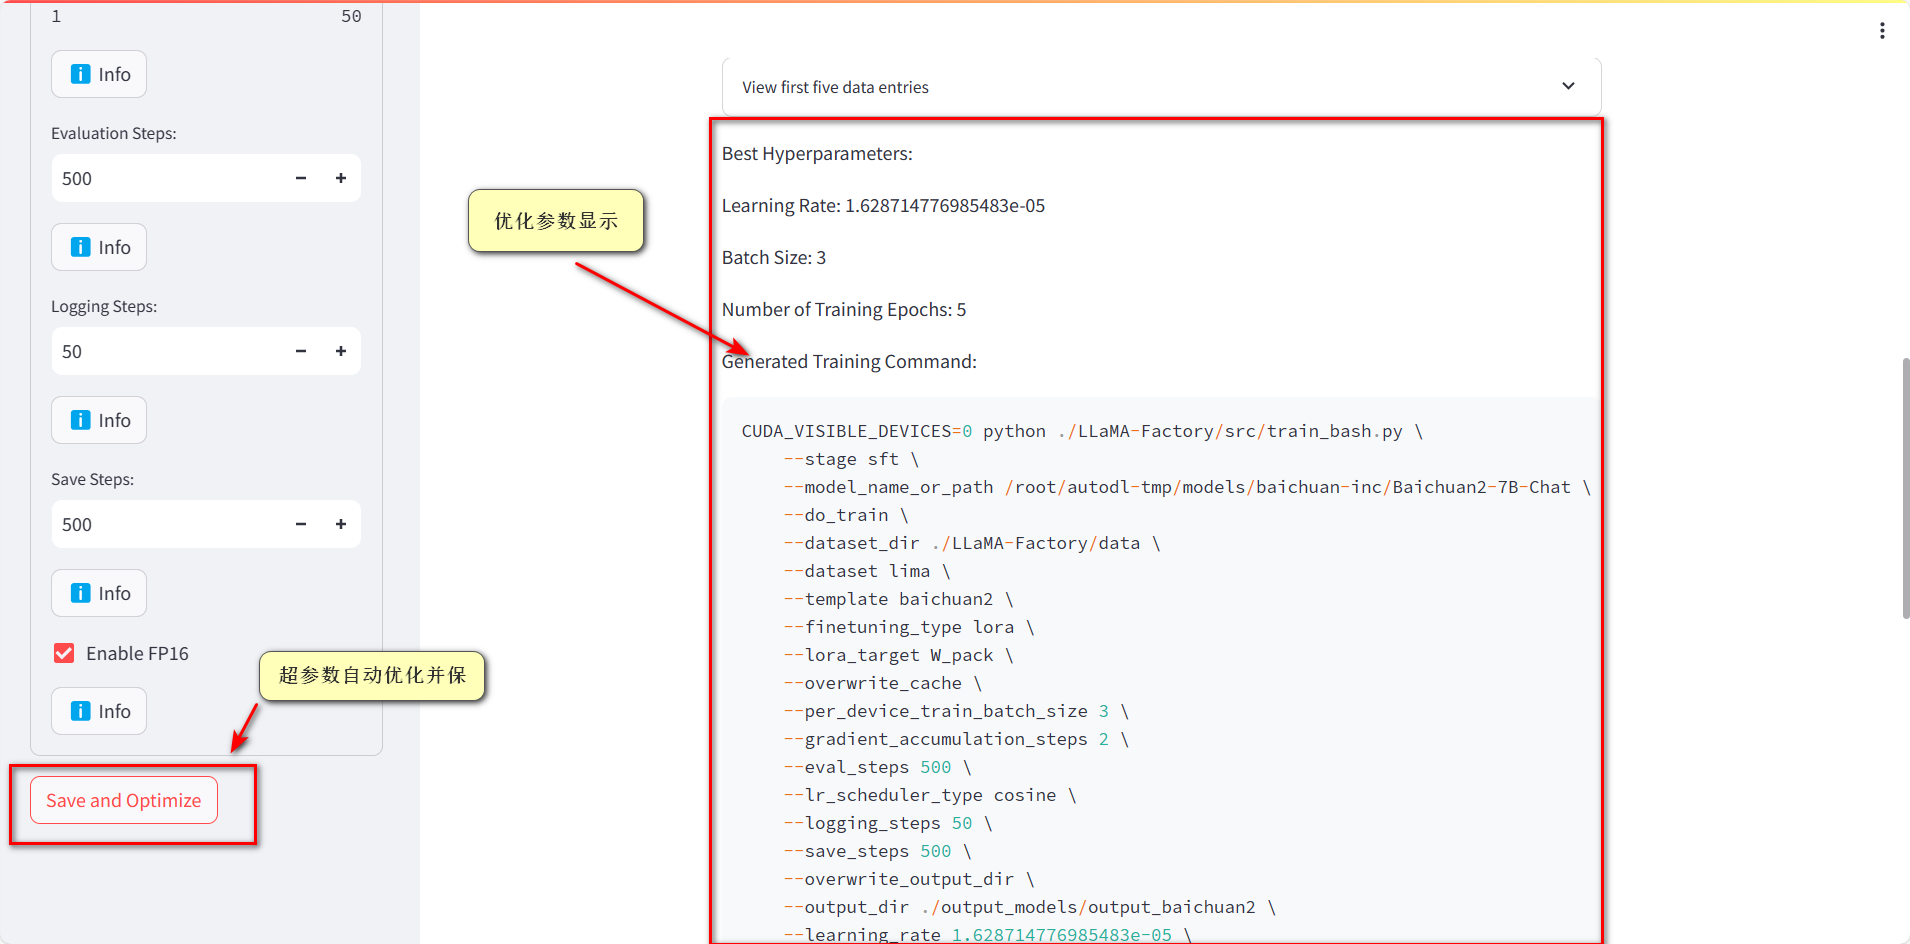 1 50
Info
Evaluation Steps:
500
Info
Logging Steps:
50
Info
Save Steps:
500
Info
Enable FP16
Info
Save and Optimize
超参数自动优化并保
优化参数显示
View first five data entries
Best Hyperparameters:
Learning Rate: 1.628714776985483e-05
Batch Size: 3
Number of Training Epochs: 5
Generated Training Command:
CUDA_VISIBLE_DEVICES=0 python ./LLaMA-Factory/src/train_bash.py \
--stage sft \
--model_name_or_path /root/autodl-tmp/models/baichuan-inc/Baichuan2-7B-Chat \
--do_train \
--dataset_dir ./LLaMA-Factory/data \
--dataset lima \
--template baichuan2 \
--finetuning_type lora \
--lora_target W_pack \
--overwrite_cache \
--per_device_train_batch_size 3 \
--gradient_accumulation_steps 2 \
--eval_steps 500 \
--lr_scheduler_type cosine \
--logging_steps 50 \
--save_steps 500 \
--overwrite_output_dir \
--output_dir ./output_models/output_baichuan2 \
--learning_rate 1.628714776985483e-05 \